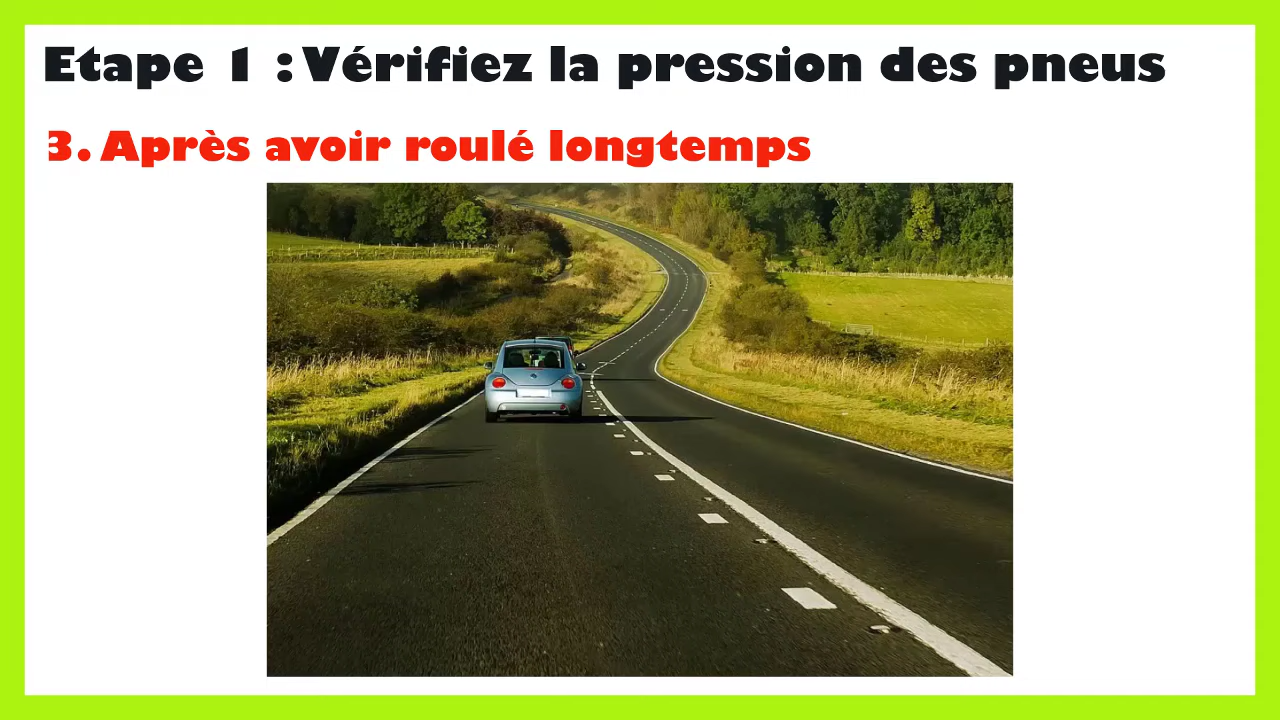 Etape 1 : Vérifiez la pression des pneus
3. Après avoir roulé longtemps